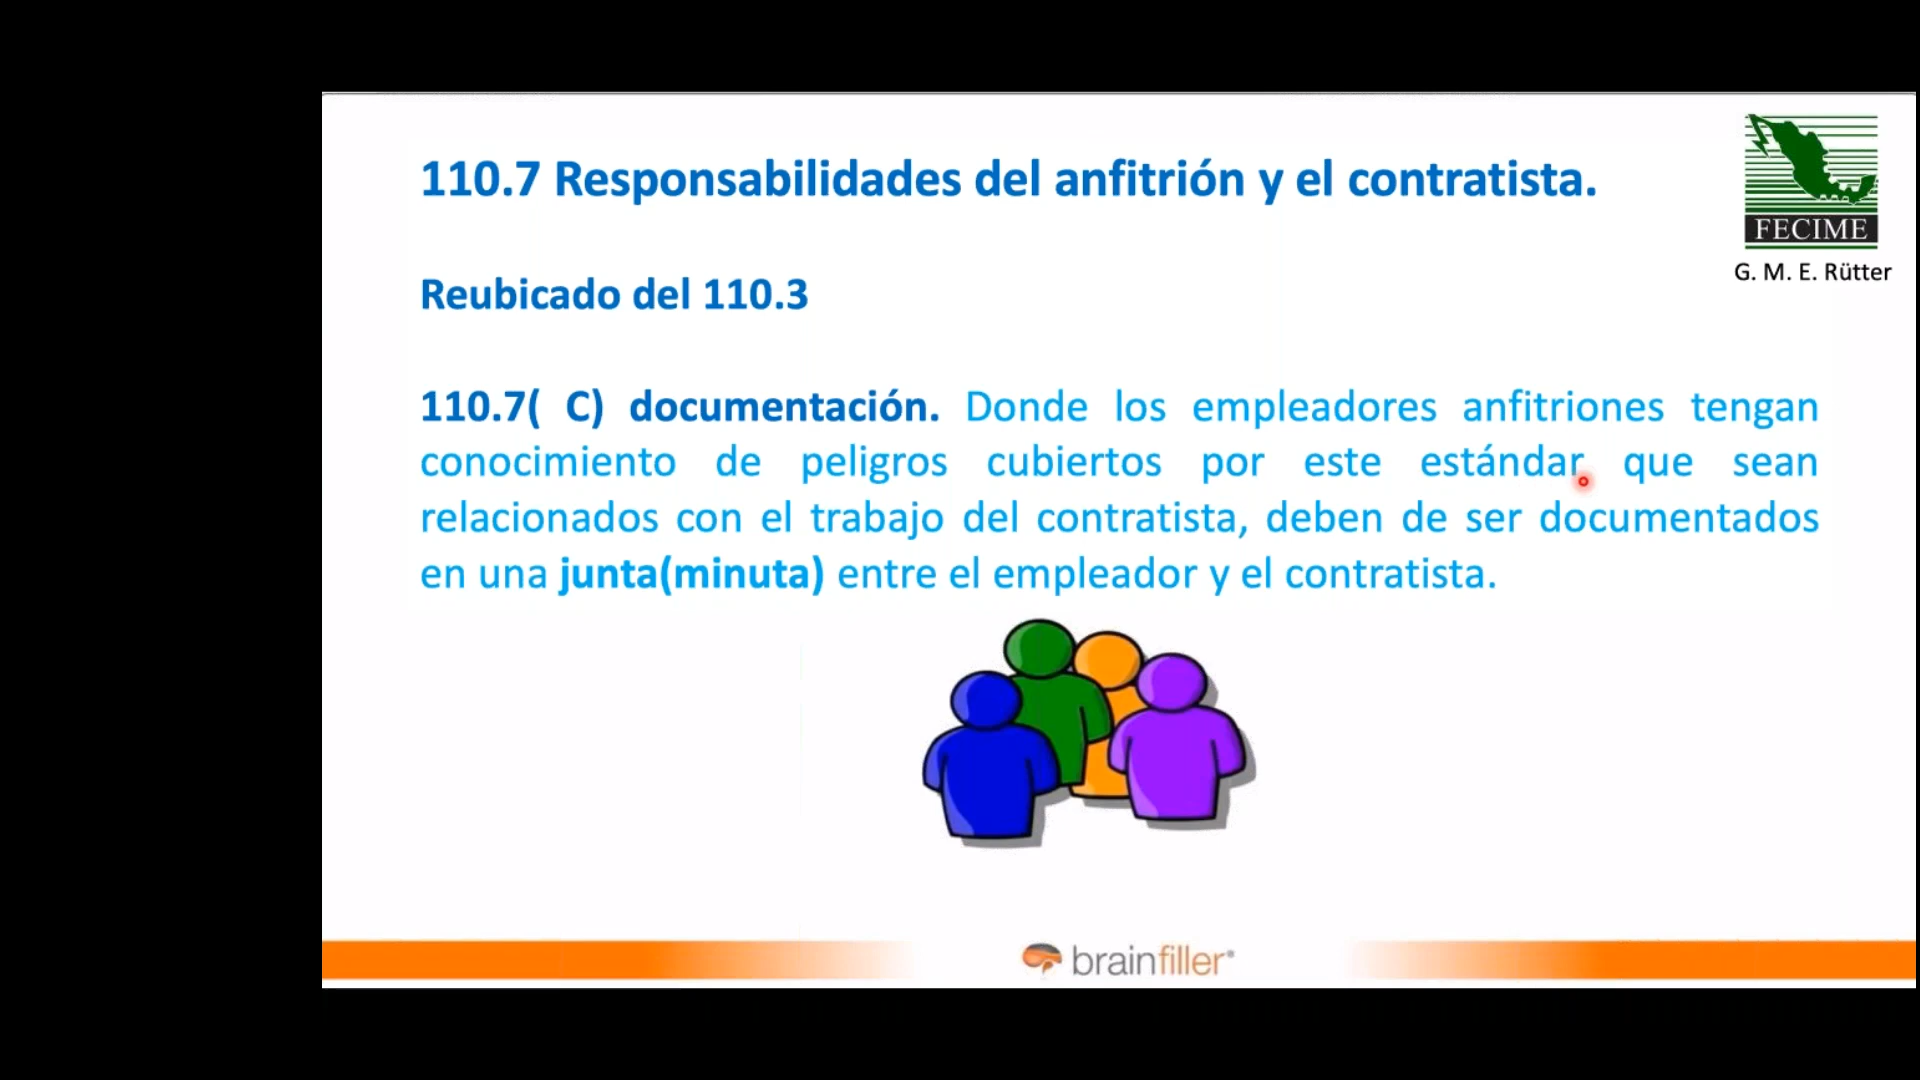 110.7 Responsabilidades del anfitrión y el contratista.
FECIME
G. M. E. Rütter
Reubicado del 110.3
110.7( C) documentación. Donde los empleadores anfitriones tengan
conocimiento de peligros cubiertos por este estándar que sean
relacionados con el trabajo del contratista, deben de ser documentados
en una junta(minuta) entre el empleador y el contratista.
brainfiller®